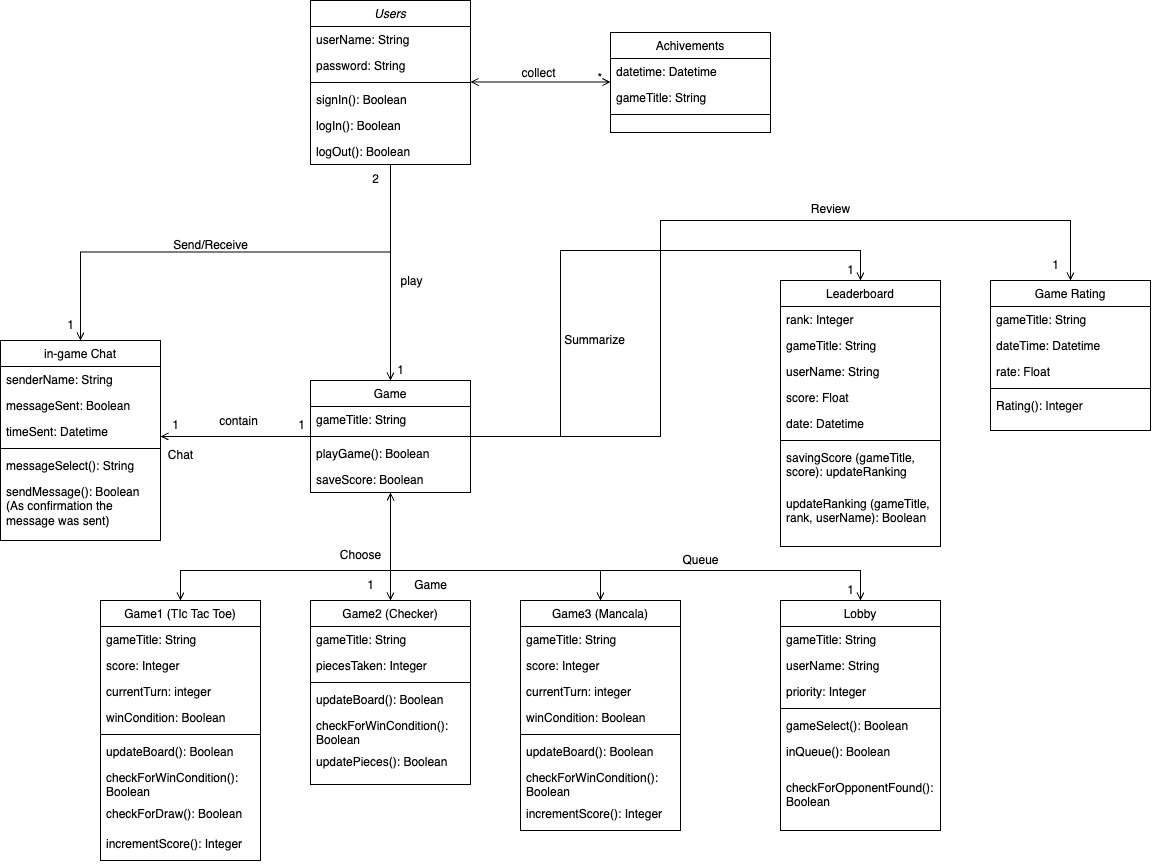 Users
userName: String
password: String
signIn(): Boolean
logIn(): Boolean
logOut(): Boolean
collect
*
Achivements
datetime: Datetime
gameTitle: String
2
Send/Receive
play
1
1
Review
1
1
Summarize
in-game Chat
senderName: String
messageSent: Boolean
timeSent: Datetime
messageSelect(): String
sendMessage(): Boolean
(As confirmation the
message was sent)
1
contain
1
Chat
Game
gameTitle: String
playGame(): Boolean
saveScore: Boolean
Leaderboard
rank: Integer
gameTitle: String
userName: String
score: Float
date: Datetime
savingScore (gameTitle,
score): updateRanking
updateRanking (gameTitle,
rank, userName): Boolean
Game Rating
gameTitle: String
dateTime: Datetime
rate: Float
Rating(): Integer
Choose
1
Game
Queue
1
Game1 (TIc Tac Toe)
gameTitle: String
score: Integer
currentTurn: integer
winCondition: Boolean
updateBoard(): Boolean
checkForWinCondition():
Boolean
checkForDraw(): Boolean
incrementScore(): Integer
Game2 (Checker)
gameTitle: String
piecesTaken: Integer
updateBoard(): Boolean
checkForWinCondition():
Boolean
updatePieces(): Boolean
Game3 (Mancala)
gameTitle: String
score: Integer
currentTurn: integer
winCondition: Boolean
updateBoard(): Boolean
checkForWinCondition():
Boolean
incrementScore(): Integer
Lobby
gameTitle: String
userName: String
priority: Integer
gameSelect(): Boolean
inQueue(): Boolean
checkForOpponentFound():
Boolean